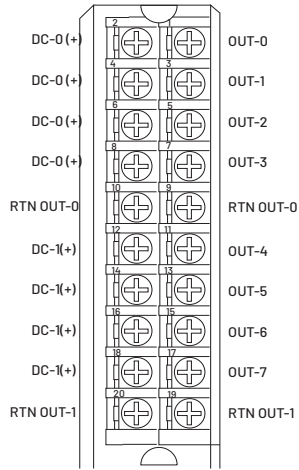 2 1
DC-0(+) OUT-0
4 3
DC-0(+) OUT-1
6 5
DC-0(+) OUT-2
8 7
DC-0(+) OUT-3
10 9
RTN OUT-0 RTN OUT-0
12 11
DC-1(+) OUT-4
14 13
DC-1(+) OUT-5
16 15
DC-1(+) OUT-6
18 17
DC-1(+) OUT-7
20 19
RTN OUT-1 RTN OUT-1